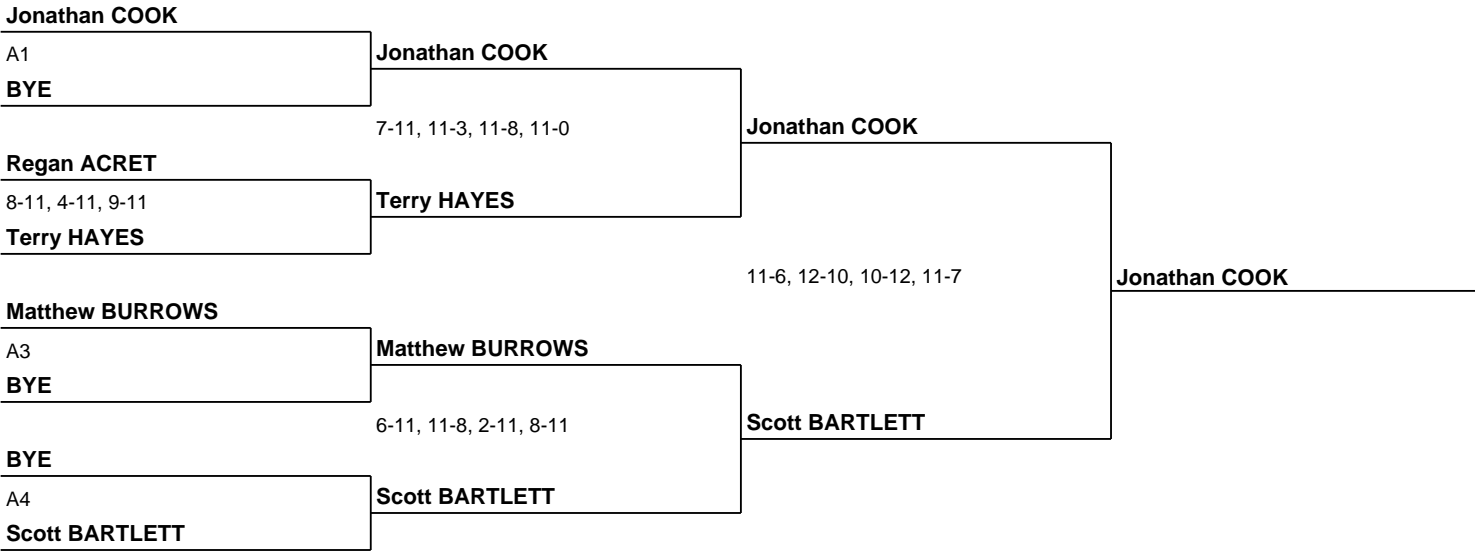 Jonathan COOK
A1
BYE
Jonathan COOK
7-11, 11-3, 11-8, 11-0
Regan ACRET
8-11, 4-11, 9-11
Terry HAYES
Terry HAYES
Jonathan COOK
11-6, 12-10, 10-12, 11-7
Jonathan COOK
Matthew BURROWS
A3
BYE
Matthew BURROWS
6-11, 11-8, 2-11, 8-11
Scott BARTLETT
BYE
A4
Scott BARTLETT
Scott BARTLETT